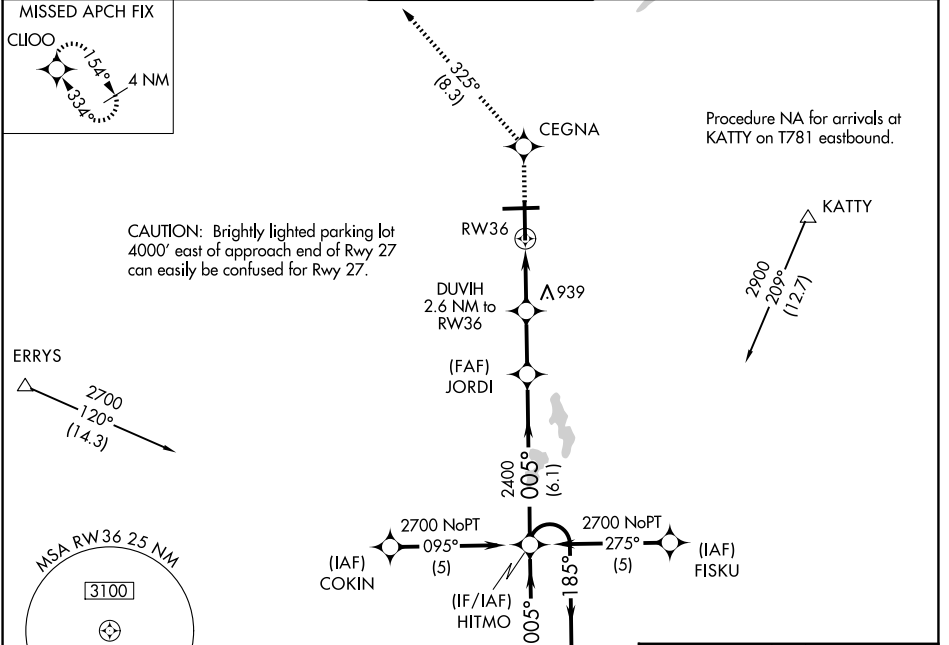 MISSED APCH FIX
CLIOO
154°
4 NM
334°
325°
(8.3)
CEGNA
Procedure NA for arrivals at
KATTY on T781 eastbound.
KATTY
2900
209°
(12.7)
CAUTION: Brightly lighted parking lot
4000' east of approach end of Rwy 27
can easily be confused for Rwy 27.
RW36
DUVIH
2.6 NM to
RW36
939
ERRYS
2700
120°
(14.3)
(FAF)
JORDI
2400
005°
(6.1)
2700 NoPT
095°
(5)
(IAF)
COKIN
2700 NoPT
275°
(5)
(IAF)
FISKU
(IF/IAF)
HITMO
005°
185°
MSA RW36 25 NM
3100